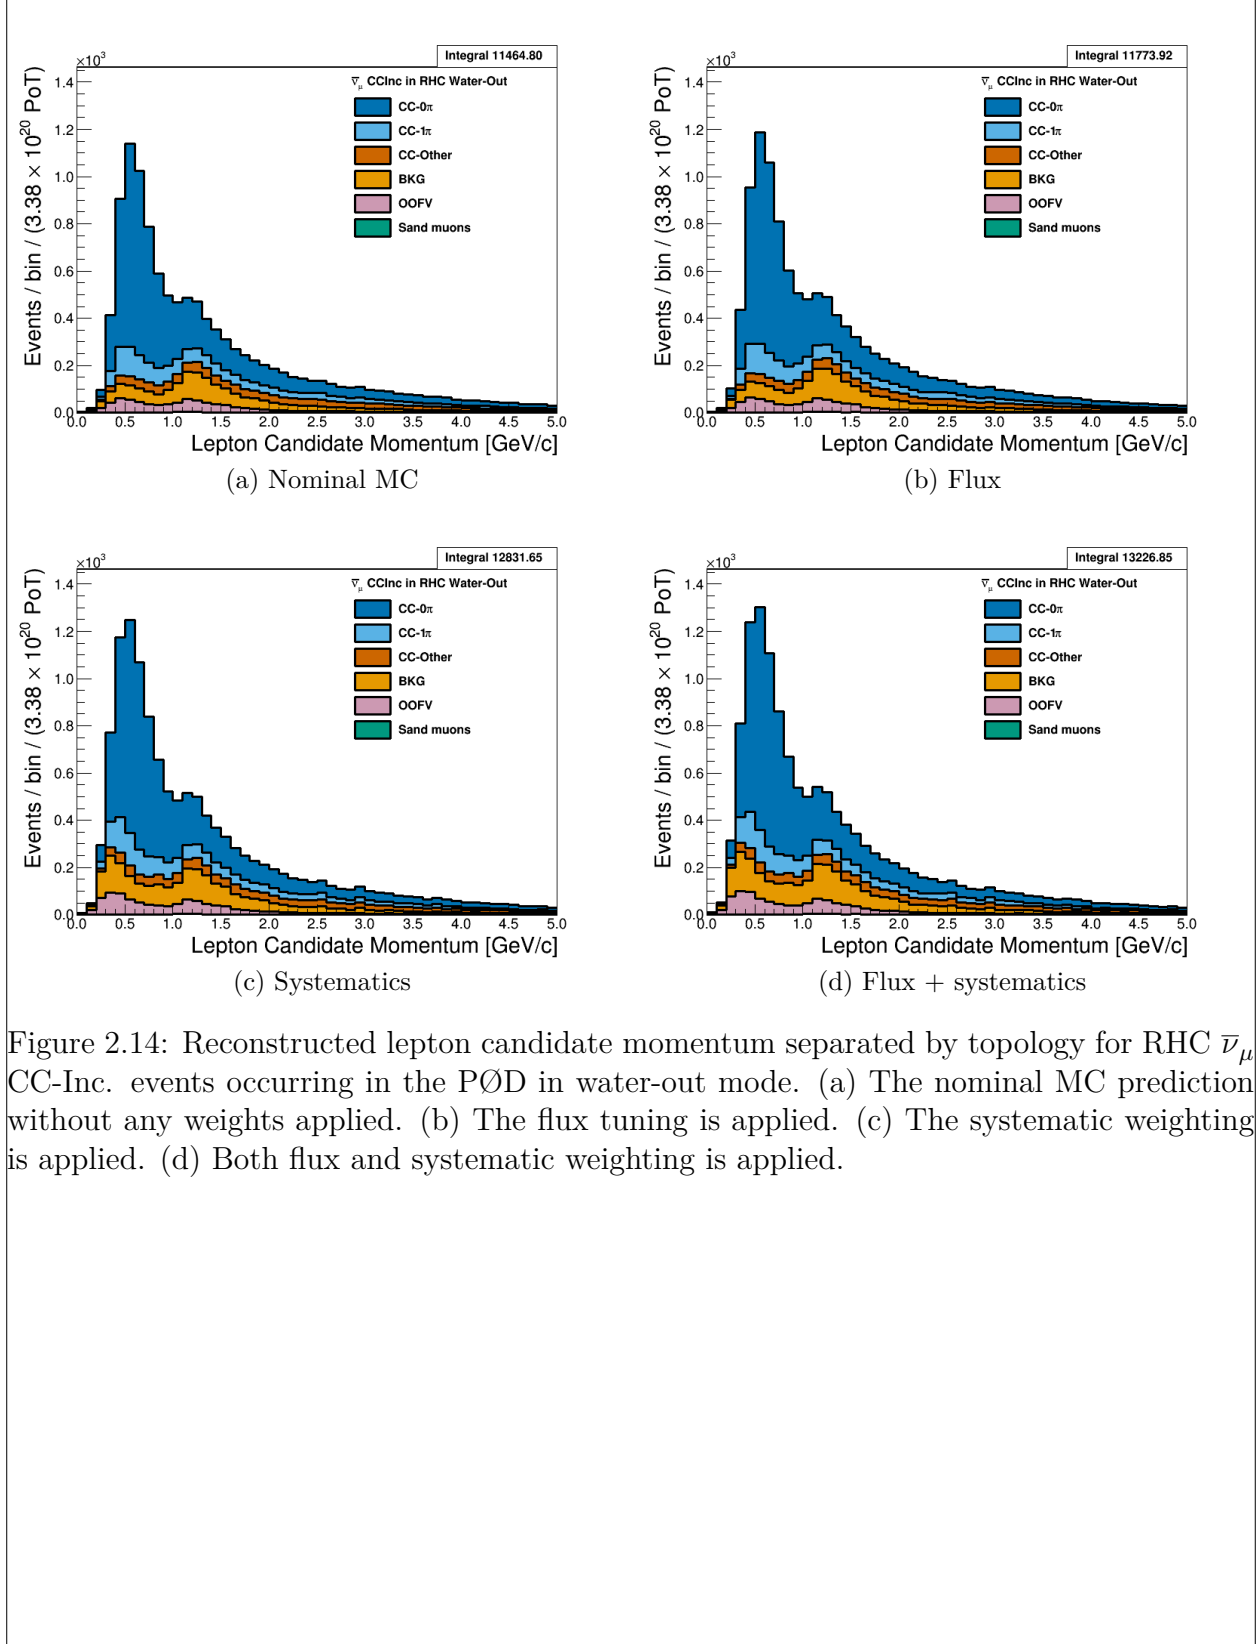 Integral 11464.80
×10³
ν̅μ CCInc in RHC Water-Out
CC-0π
CC-1π
CC-Other
BKG
OOFV
Sand muons
1.4
1.2
1.0
0.8
0.6
0.4
0.2
0.0
Events / bin / (3.38 × 10²⁰ PoT)
0.0 0.5 1.0 1.5 2.0 2.5 3.0 3.5 4.0 4.5 5.0
Lepton Candidate Momentum [GeV/c]
(a) Nominal MC
Integral 11773.92
×10³
ν̅μ CCInc in RHC Water-Out
CC-0π
CC-1π
CC-Other
BKG
OOFV
Sand muons
1.4
1.2
1.0
0.8
0.6
0.4
0.2
0.0
Events / bin / (3.38 × 10²⁰ PoT)
0.0 0.5 1.0 1.5 2.0 2.5 3.0 3.5 4.0 4.5 5.0
Lepton Candidate Momentum [GeV/c]
(b) Flux
Integral 12831.65
×10³
ν̅μ CCInc in RHC Water-Out
CC-0π
CC-1π
CC-Other
BKG
OOFV
Sand muons
1.4
1.2
1.0
0.8
0.6
0.4
0.2
0.0
Events / bin / (3.38 × 10²⁰ PoT)
0.0 0.5 1.0 1.5 2.0 2.5 3.0 3.5 4.0 4.5 5.0
Lepton Candidate Momentum [GeV/c]
(c) Systematics
Integral 13226.85
×10³
ν̅μ CCInc in RHC Water-Out
CC-0π
CC-1π
CC-Other
BKG
OOFV
Sand muons
1.4
1.2
1.0
0.8
0.6
0.4
0.2
0.0
Events / bin / (3.38 × 10²⁰ PoT)
0.0 0.5 1.0 1.5 2.0 2.5 3.0 3.5 4.0 4.5 5.0
Lepton Candidate Momentum [GeV/c]
(d) Flux + systematics
Figure 2.14: Reconstructed lepton candidate momentum separated by topology for RHC ν̅μ
CC-Inc. events occurring in the PØD in water-out mode. (a) The nominal MC prediction
without any weights applied. (b) The flux tuning is applied. (c) The systematic weighting
is applied. (d) Both flux and systematic weighting is applied.